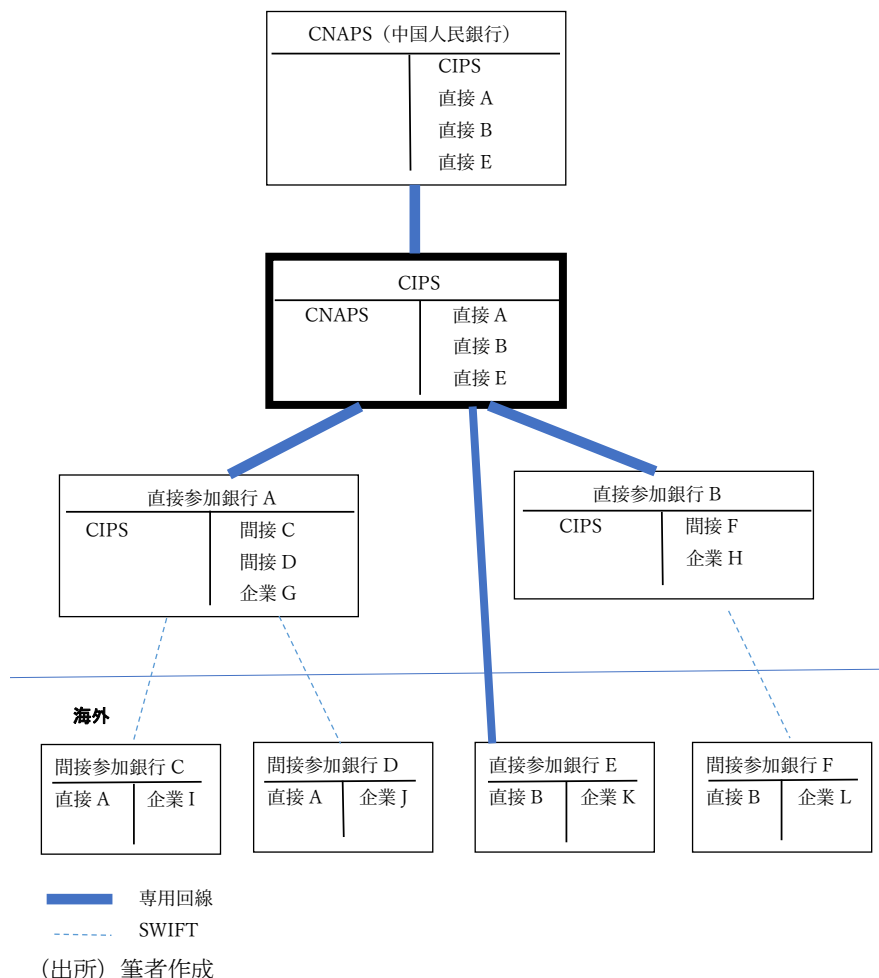 CNAPS（中国人民銀行）
CIPS
直接 A
直接 B
直接 E
CIPS
CNAPS
直接 A
直接 B
直接 E
直接参加銀行 A
CIPS
間接 C
間接 D
企業 G
直接参加銀行 B
CIPS
間接 F
企業 H
海外
間接参加銀行 C
直接 A
企業 I
間接参加銀行 D
直接 A
企業 J
直接参加銀行 E
直接 B
企業 K
間接参加銀行 F
直接 B
企業 L
専用回線
SWIFT
（出所）筆者作成